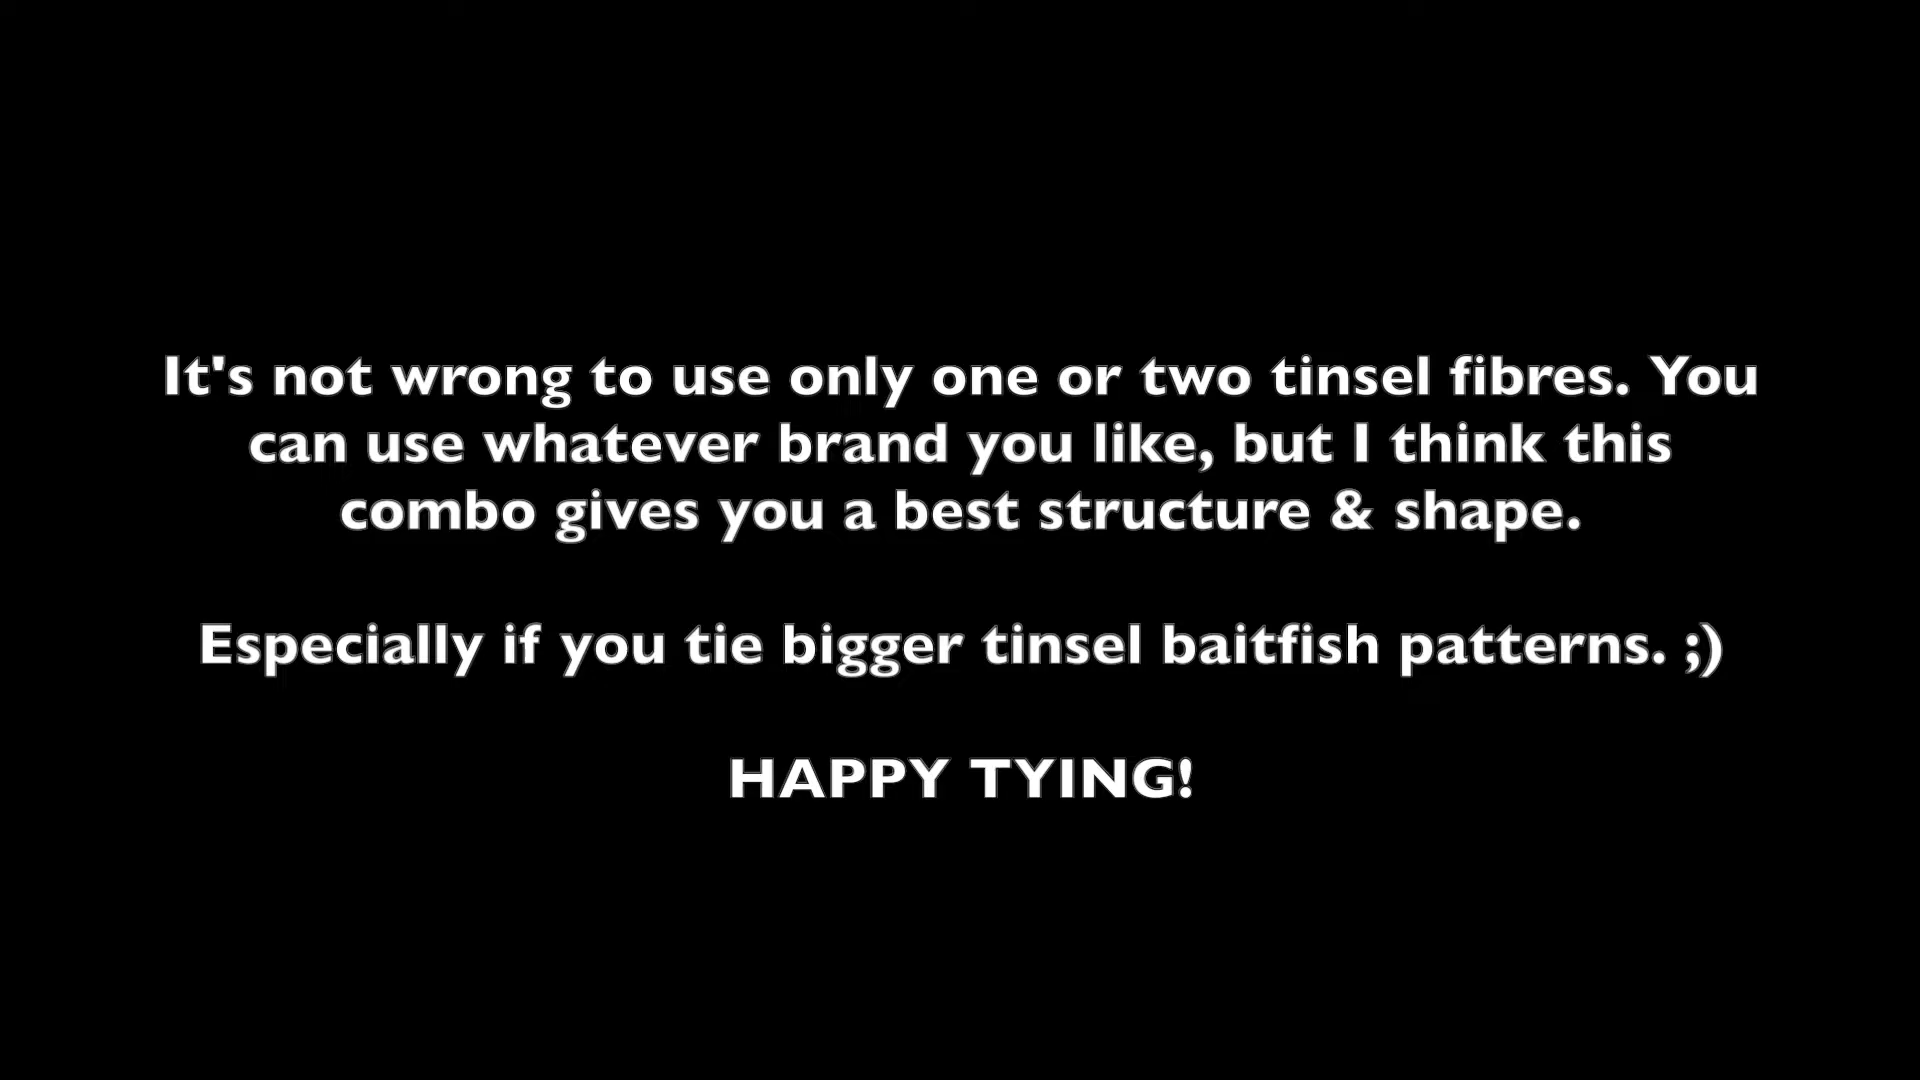 It's not wrong to use only one or two tinsel fibres. You
can use whatever brand you like, but I think this
combo gives you a best structure & shape.
Especially if you tie bigger tinsel baitfish patterns. ;)
HAPPY TYING!